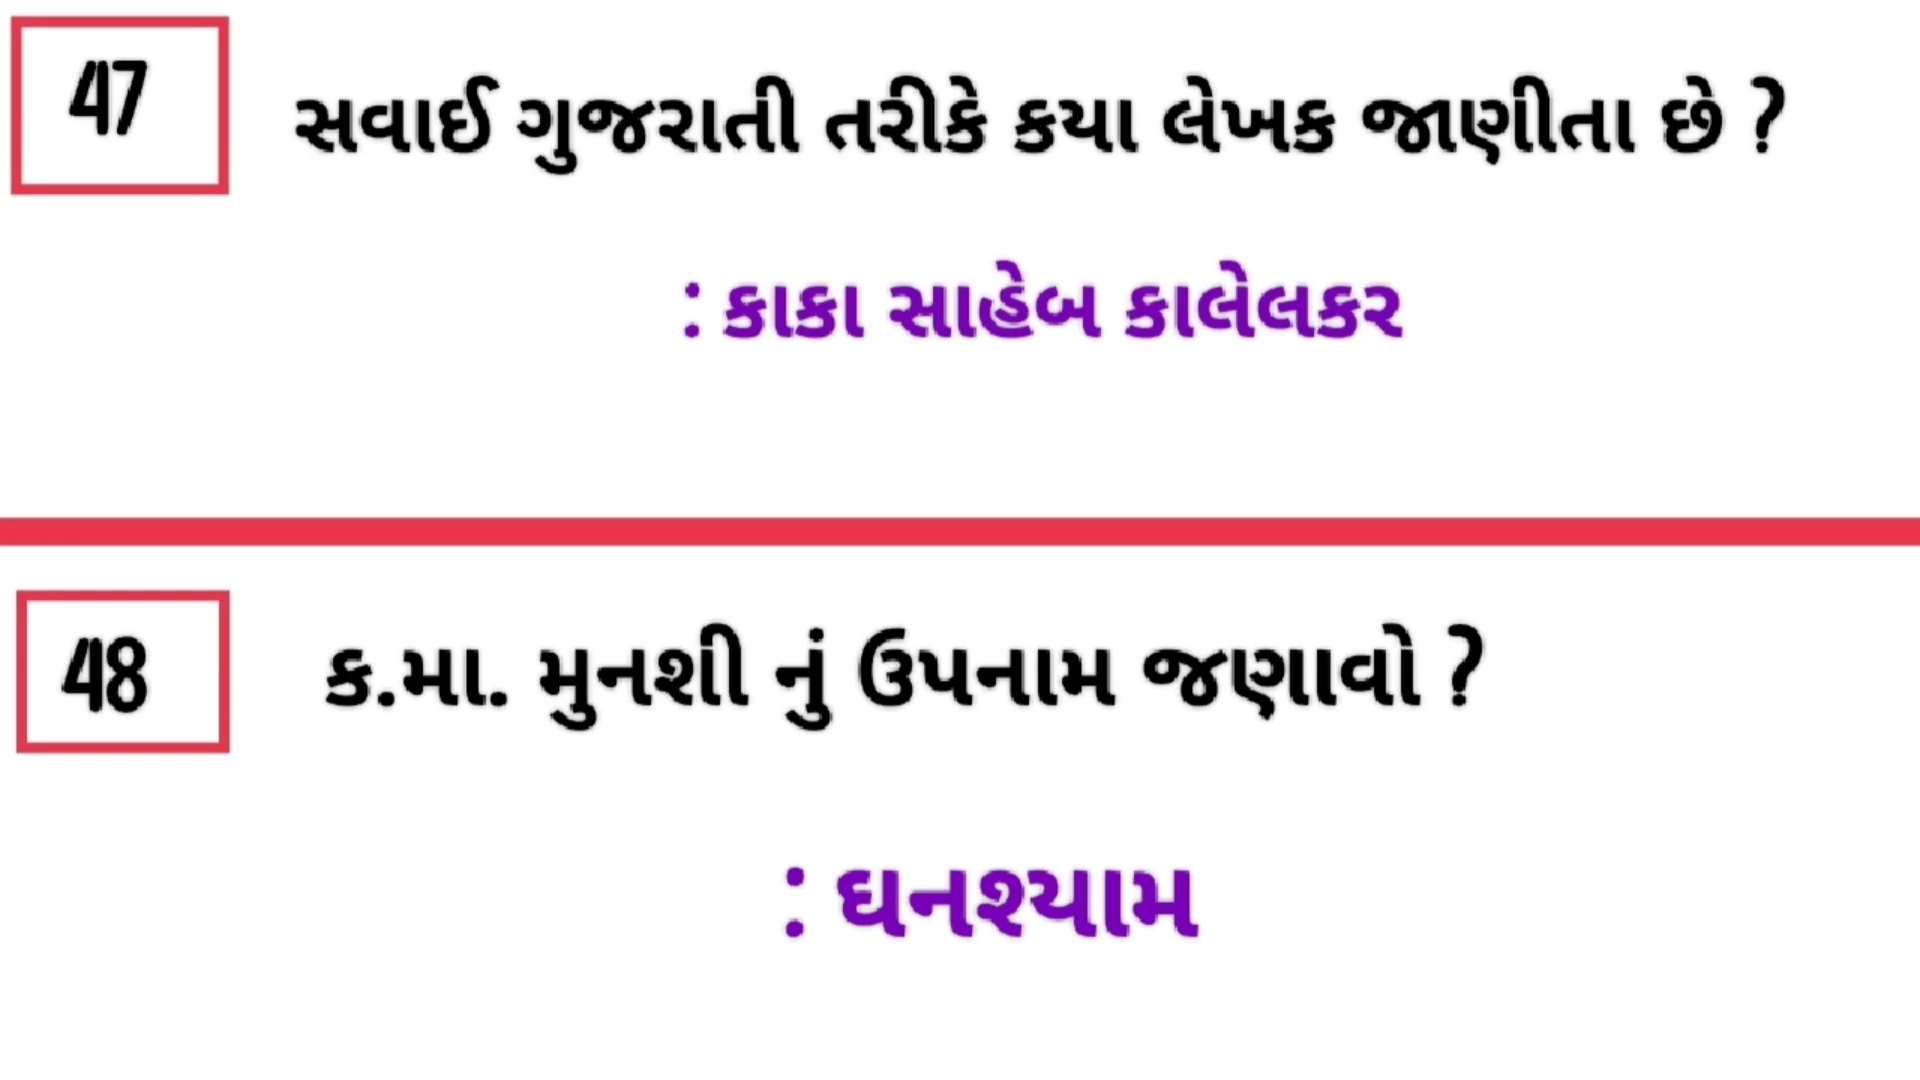 47
સવાઈ ગુજરાતી તરીકે કયા લેખક જાણીતા છે ?
: કાકા સાહેબ કાલેલકર
48
ક.મા. મુનશી નું ઉપનામ જણાવો ?
: ઘનશ્યામ